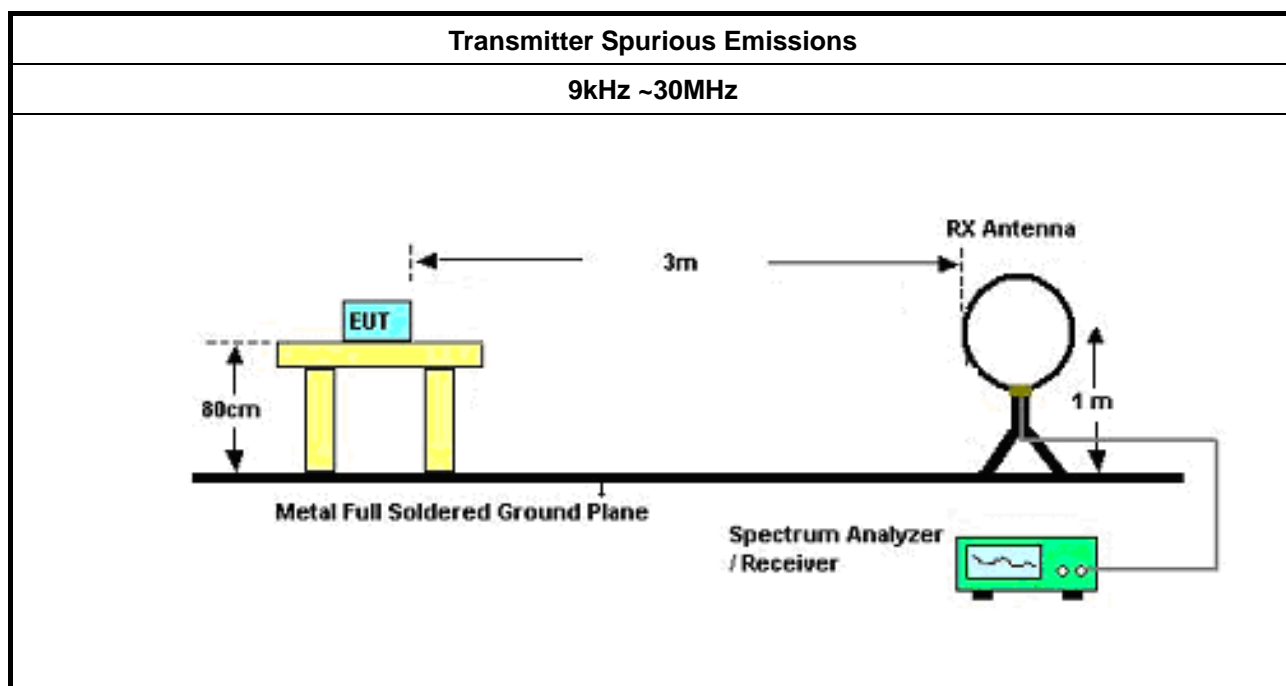 Transmitter Spurious Emissions
9kHz ~30MHz
RX Antenna
3m
EUT
80cm
1 m
Metal Full Soldered Ground Plane
Spectrum Analyzer
/ Receiver